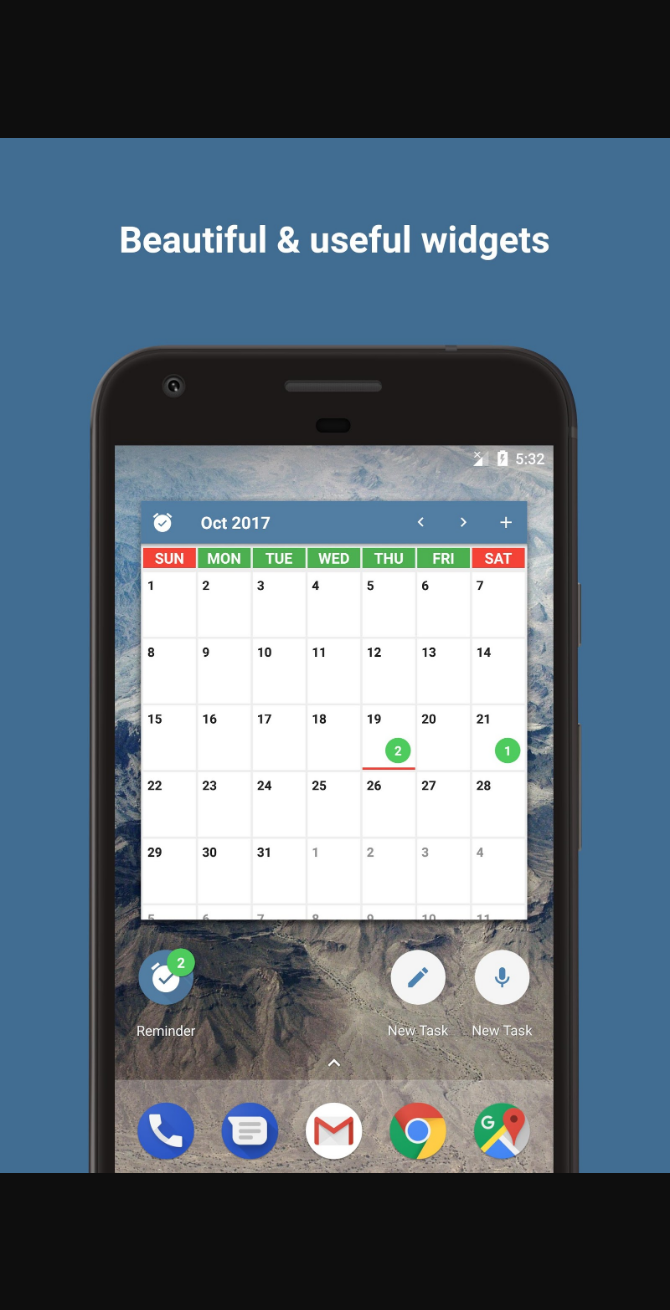 Beautiful & useful widgets
5:32
Oct 2017
SUN MON TUE WED THU FRI SAT
1 2 3 4 5 6 7
8 9 10 11 12 13 14
15 16 17 18 19 20 21
2 1
22 23 24 25 26 27 28
29 30 31 1 2 3 4
5 6 7 8 9 10 11
2
Reminder New Task New Task
G